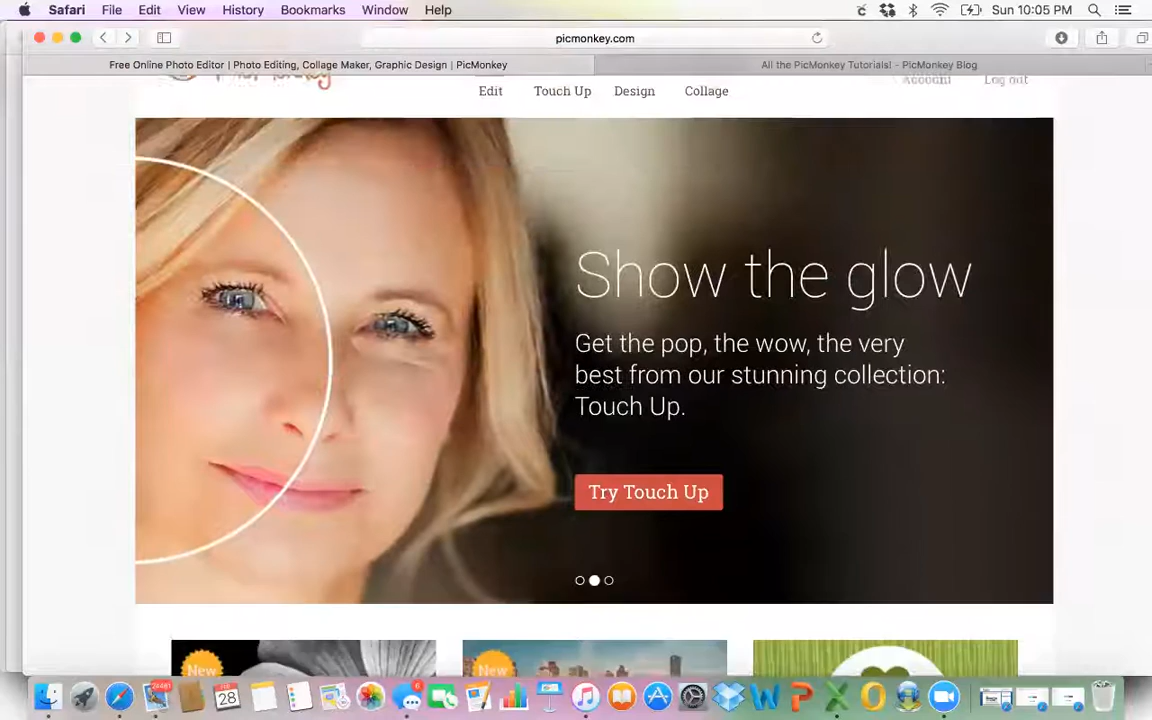 Safari File Edit View History Bookmarks Window Help Sun 10:05 PM
picmonkey.com
Free Online Photo Editor | Photo Editing, Collage Maker, Graphic Design | PicMonkey All the PicMonkey Tutorials! - PicMonkey Blog
Account Log out
Edit Touch Up Design Collage
Show the glow
Get the pop, the wow, the very
best from our stunning collection:
Touch Up.
Try Touch Up
New New
28